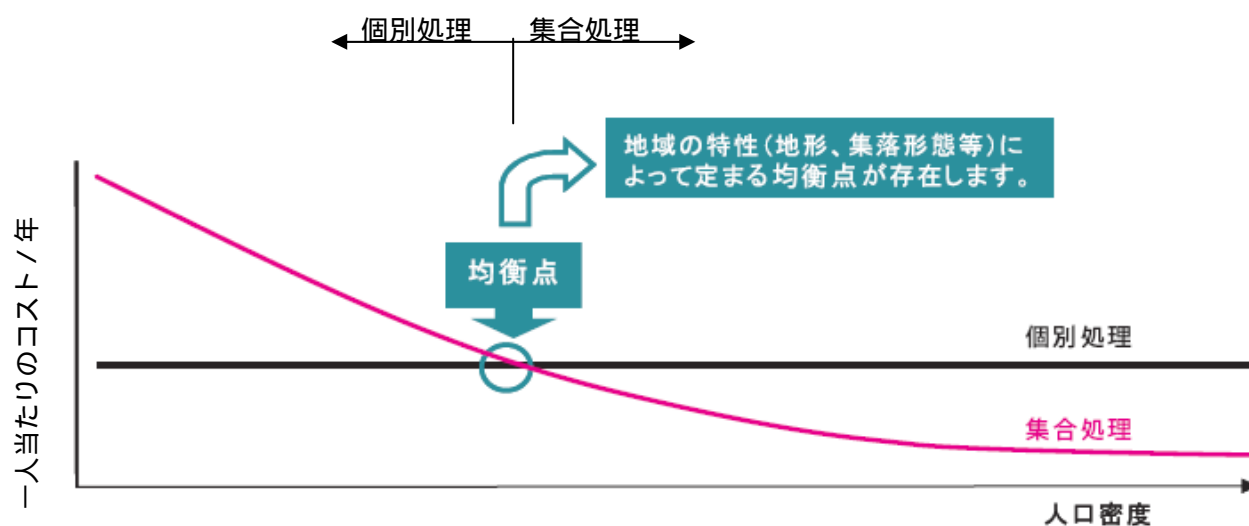 個別処理 集合処理
地域の特性(地形、集落形態等)に
よって定まる均衡点が存在します。
均衡点
一人当たりのコスト/年
個別処理
集合処理
人口密度